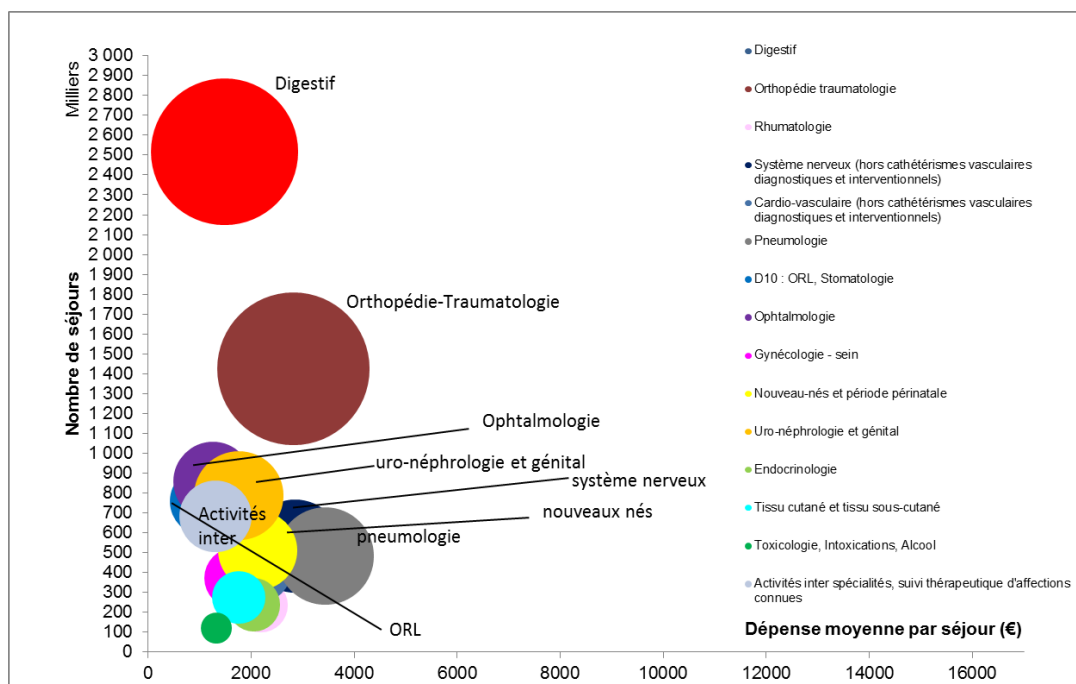 Milliers
Nombre de séjours
3 000
2 900
2 800
2 700
2 600
2 500
2 400
2 300
2 200
2 100
2 000
1 900
1 800
1 700
1 600
1 500
1 400
1 300
1 200
1 100
1 000
900
800
700
600
500
400
300
200
100
0
0
2000
4000
6000
8000
10000
12000
14000
16000
Digestif
Orthopédie-Traumatologie
Ophtalmologie
uro-néphrologie et génital
système nerveux
nouveaux nés
Activités
inter
pneumologie
ORL
Digestif
Orthopédie traumatologie
Rhumatologie
Système nerveux (hors cathétérismes vasculaires
diagnostiques et interventionnels)
Cardio-vasculaire (hors cathétérismes vasculaires
diagnostiques et interventionnels)
Pneumologie
D10 : ORL, Stomatologie
Ophtalmologie
Gynécologie - sein
Nouveau-nés et période périnatale
Uro-néphrologie et génital
Endocrinologie
Tissu cutané et tissu sous-cutané
Toxicologie, Intoxications, Alcool
Activités inter spécialités, suivi thérapeutique d'affections
connues
Dépense moyenne par séjour (€)